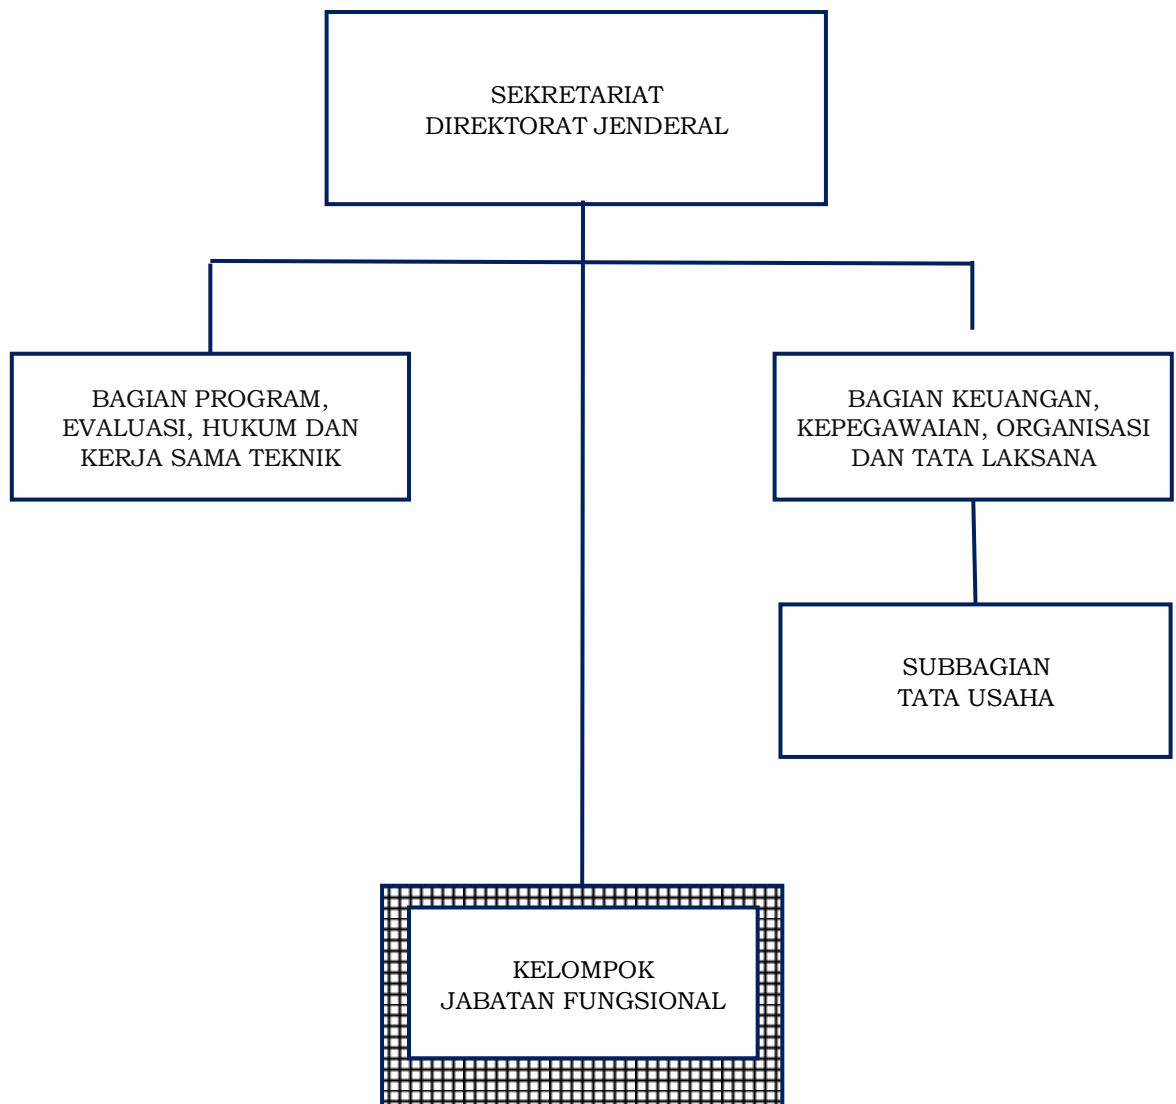 SEKRETARIAT
DIREKTORAT JENDERAL
BAGIAN PROGRAM,
EVALUASI, HUKUM DAN
KERJA SAMA TEKNIK
BAGIAN KEUANGAN,
KEPEGAWAIAN, ORGANISASI
DAN TATA LAKSANA
SUBBAGIAN
TATA USAHA
KELOMPOK
JABATAN FUNGSIONAL